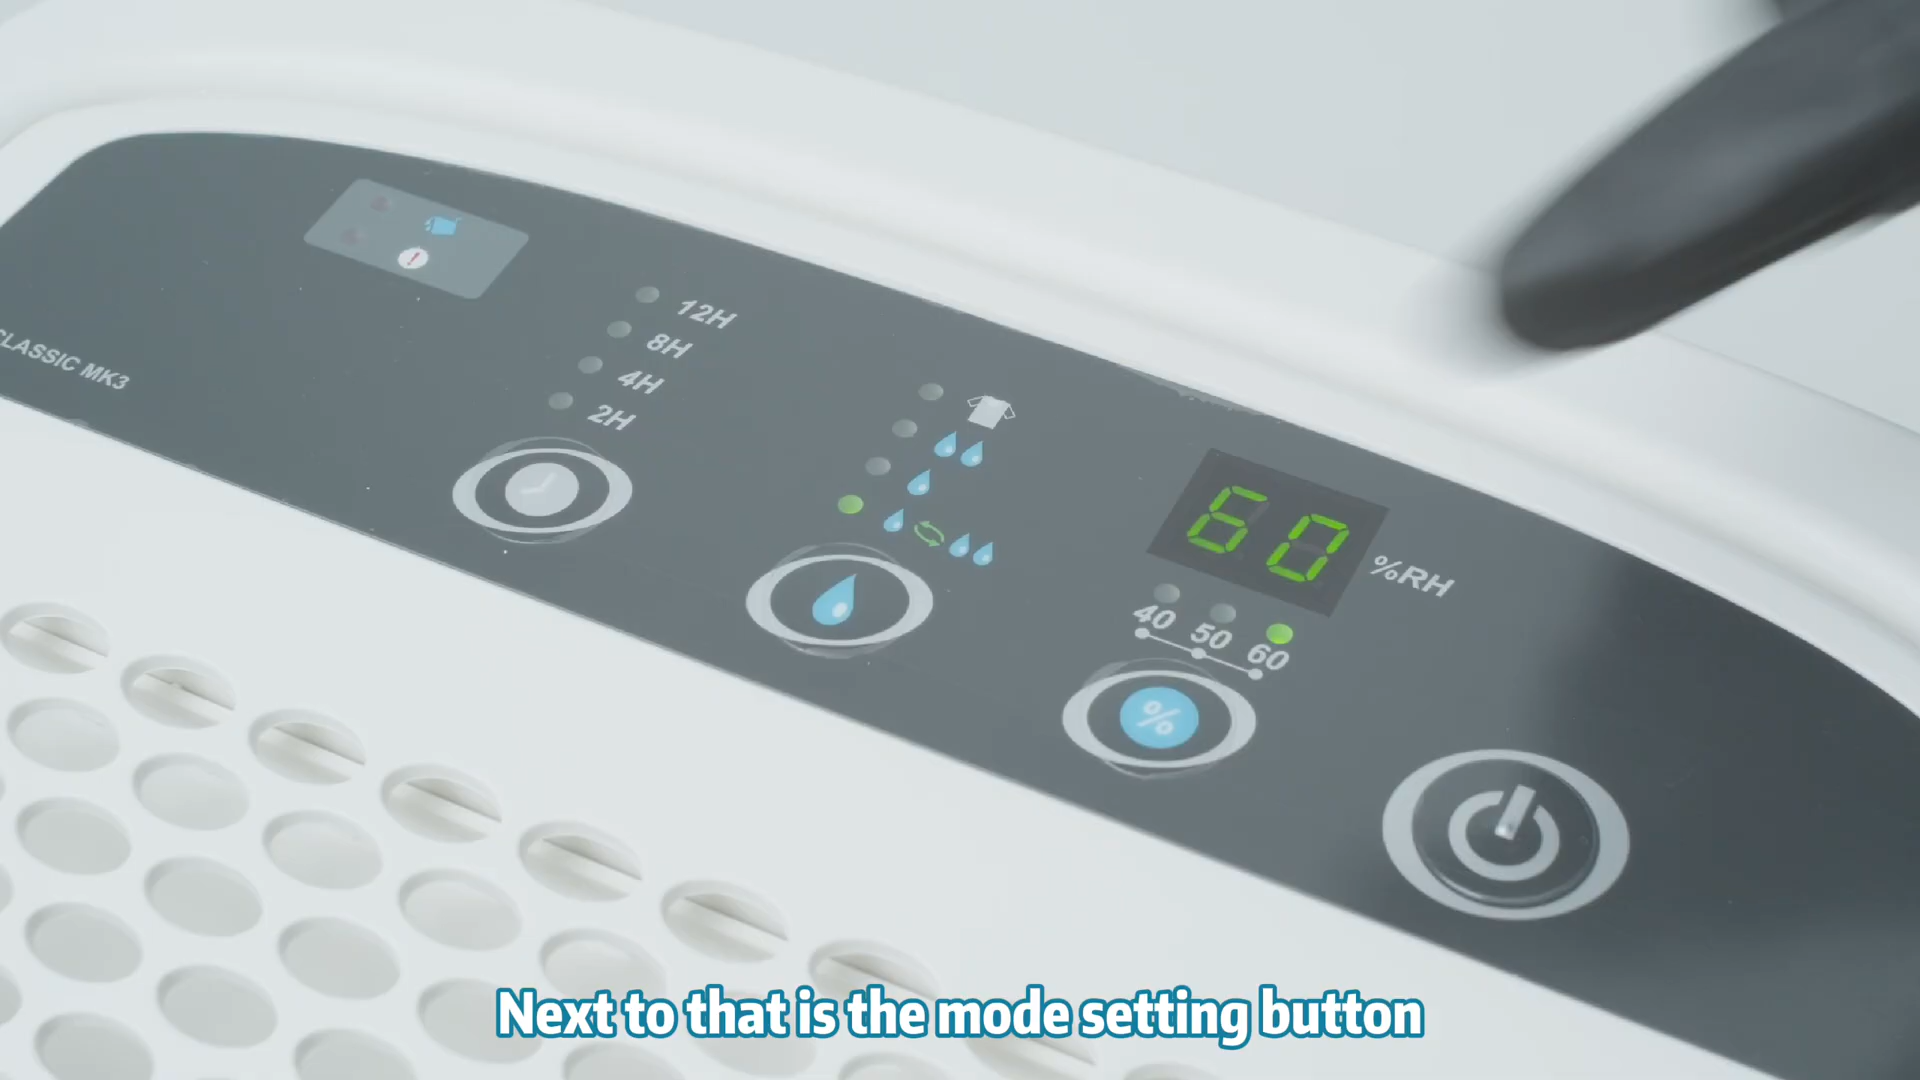 CLASSIC MK3
12H
8H
4H
2H
60 %RH
40 50 60
%
Next to that is the mode setting button